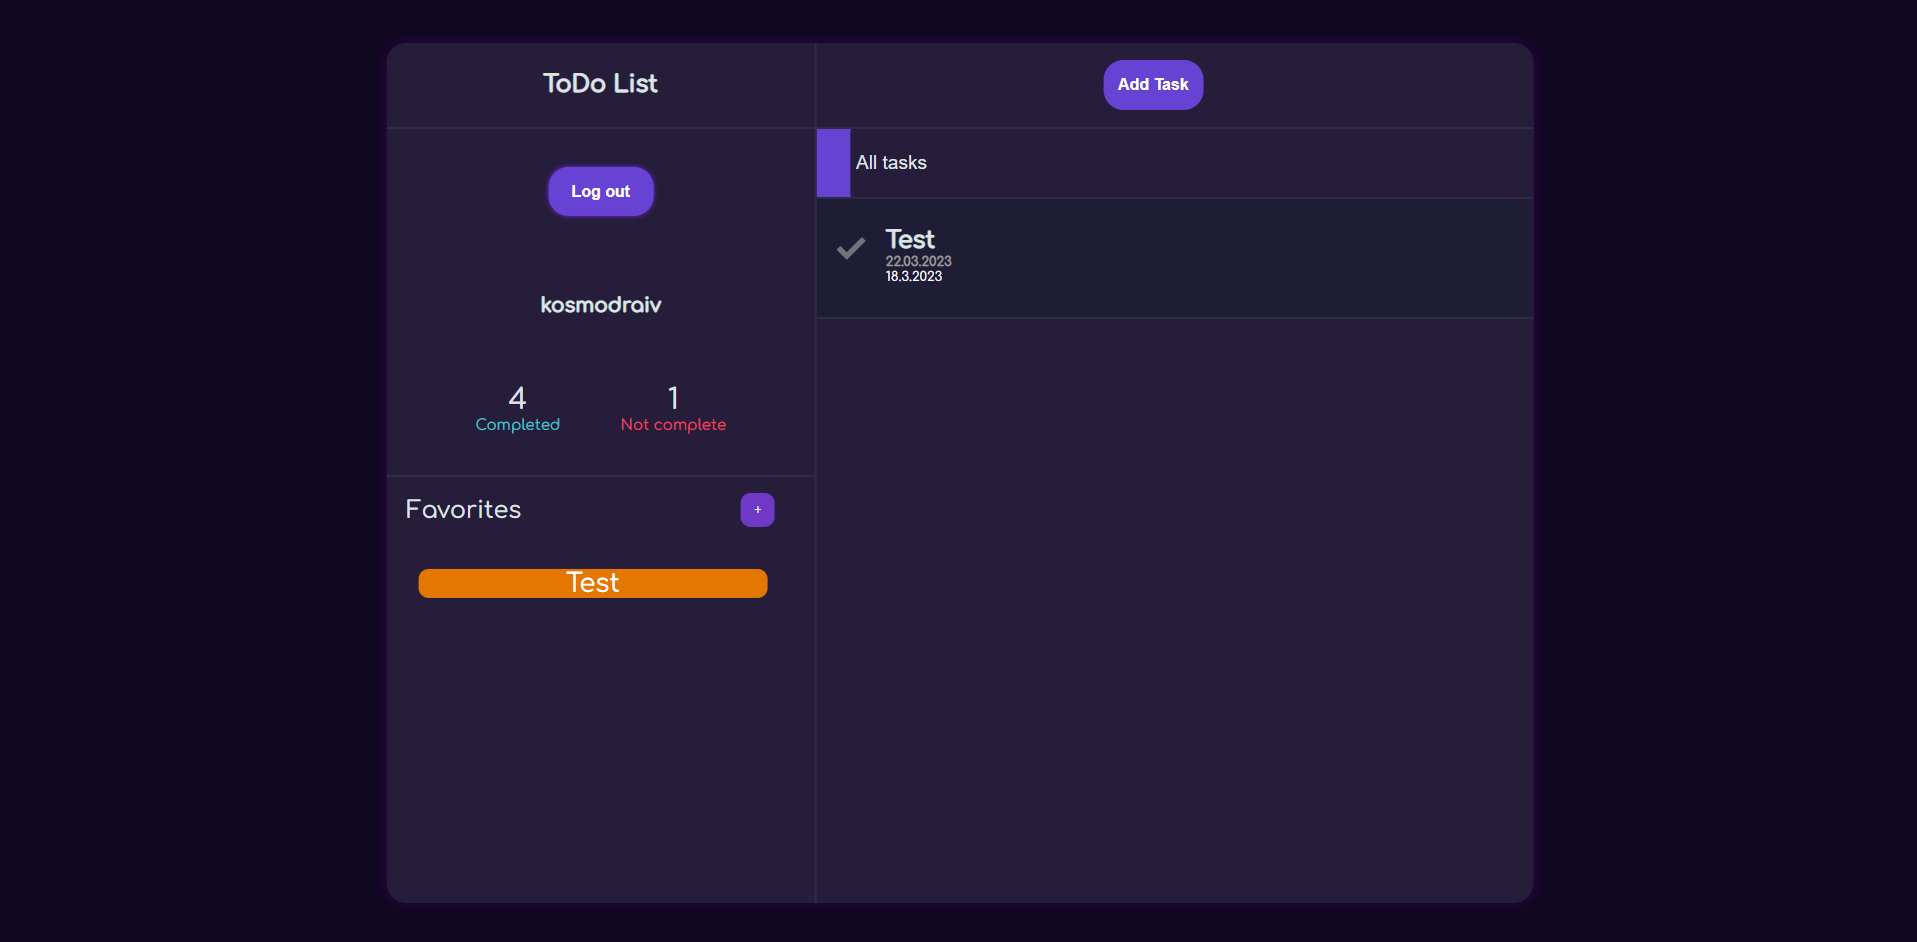 ToDo List
Log out
kosmodraiv
4
Completed
1
Not complete
Favorites
+
Test
Add Task
All tasks
Test
22.03.2023
18.3.2023